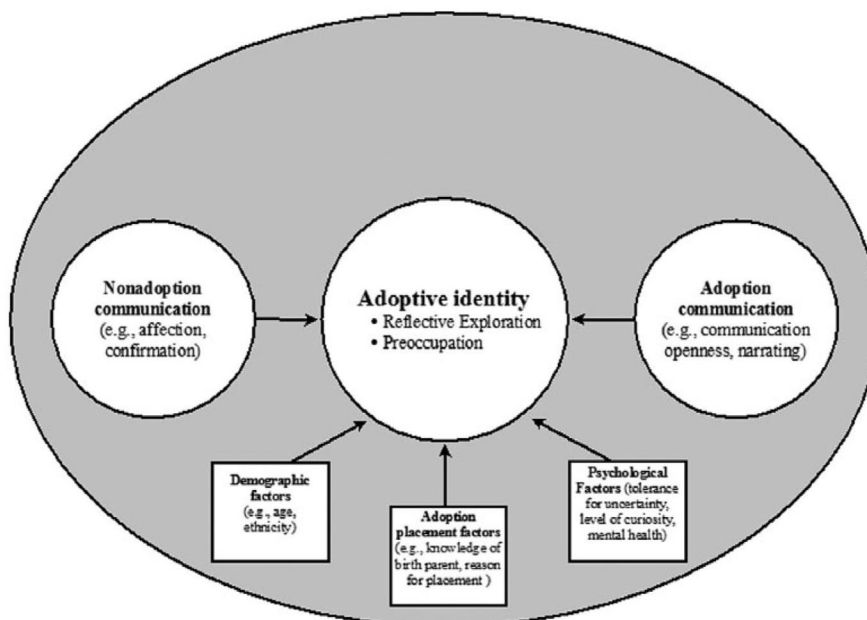 Nonadoption
communication
(e.g., affection,
confirmation)
Adoptive identity
• Reflective Exploration
• Preoccupation
Adoption
communication
(e.g., communication
openness, narrating)
Demographic
factors
(e.g., age,
ethnicity)
Adoption
placement factors
(e.g., knowledge of
birth parent, reason
for placement )
Psychological
Factors (tolerance
for uncertainty,
level of curiosity,
mental health)